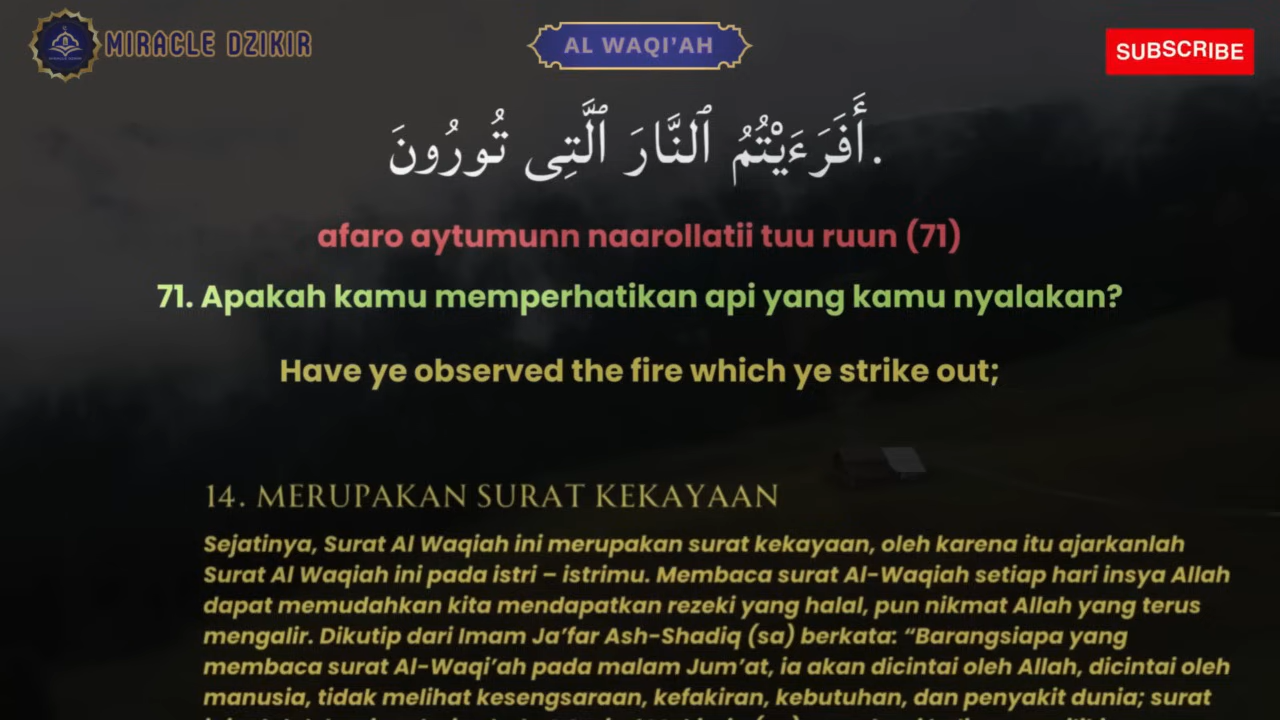 MIRACLE DZIKIR
AL WAQI'AH
SUBSCRIBE
أَفَرَءَيْتُمُ ٱلنَّارَ ٱلَّتِى تُورُونَ.
afaro aytumunn naarollatii tuu ruun (71)
71. Apakah kamu memperhatikan api yang kamu nyalakan?
Have ye observed the fire which ye strike out;
14. MERUPAKAN SURAT KEKAYAAN
Sejatinya, Surat Al Waqiah ini merupakan surat kekayaan, oleh karena itu ajarkanlah
Surat Al Waqiah ini pada istri – istrimu. Membaca surat Al-Waqiah setiap hari insya Allah
dapat memudahkan kita mendapatkan rezeki yang halal, pun nikmat Allah yang terus
mengalir. Dikutip dari Imam Ja’far Ash-Shadiq (sa) berkata: “Barangsiapa yang
membaca surat Al-Waqi’ah pada malam Jum’at, ia akan dicintai oleh Allah, dicintai oleh
manusia, tidak melihat kesengsaraan, kefakiran, kebutuhan, dan penyakit dunia; surat